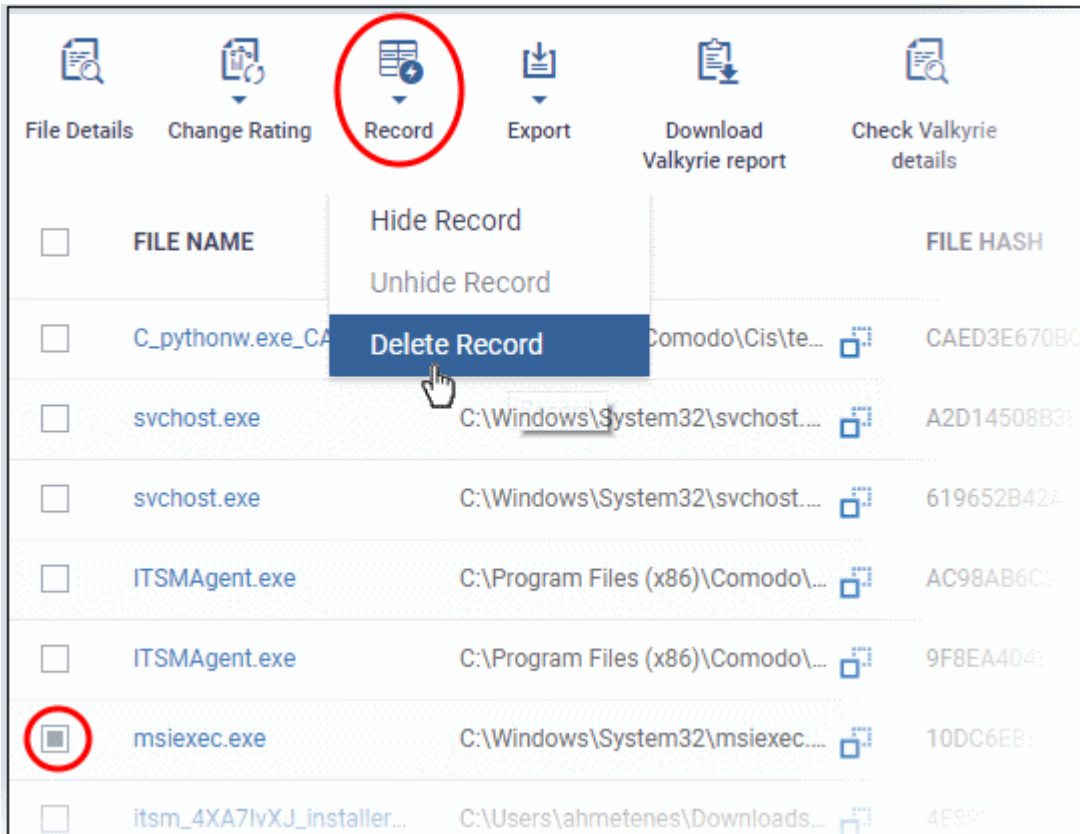 File Details
Change Rating
Record
Export
Download
Valkyrie report
Check Valkyrie
details
Hide Record
Unhide Record
Delete Record
FILE NAME
FILE HASH
C_pythonw.exe_CA Comodo\Cis\te... CAED3E670BC
svchost.exe C:\Windows\System32\svchost.... A2D14508B3
svchost.exe C:\Windows\System32\svchost.... 619652B42A
ITSMAgent.exe C:\Program Files (x86)\Comodo\... AC98AB6C
ITSMAgent.exe C:\Program Files (x86)\Comodo\... 9F8EA404
msiexec.exe C:\Windows\System32\msiexec.... 10DC6EB
itsm_4XA7lvXJ_installer... C:\Users\ahmetenes\Downloads...